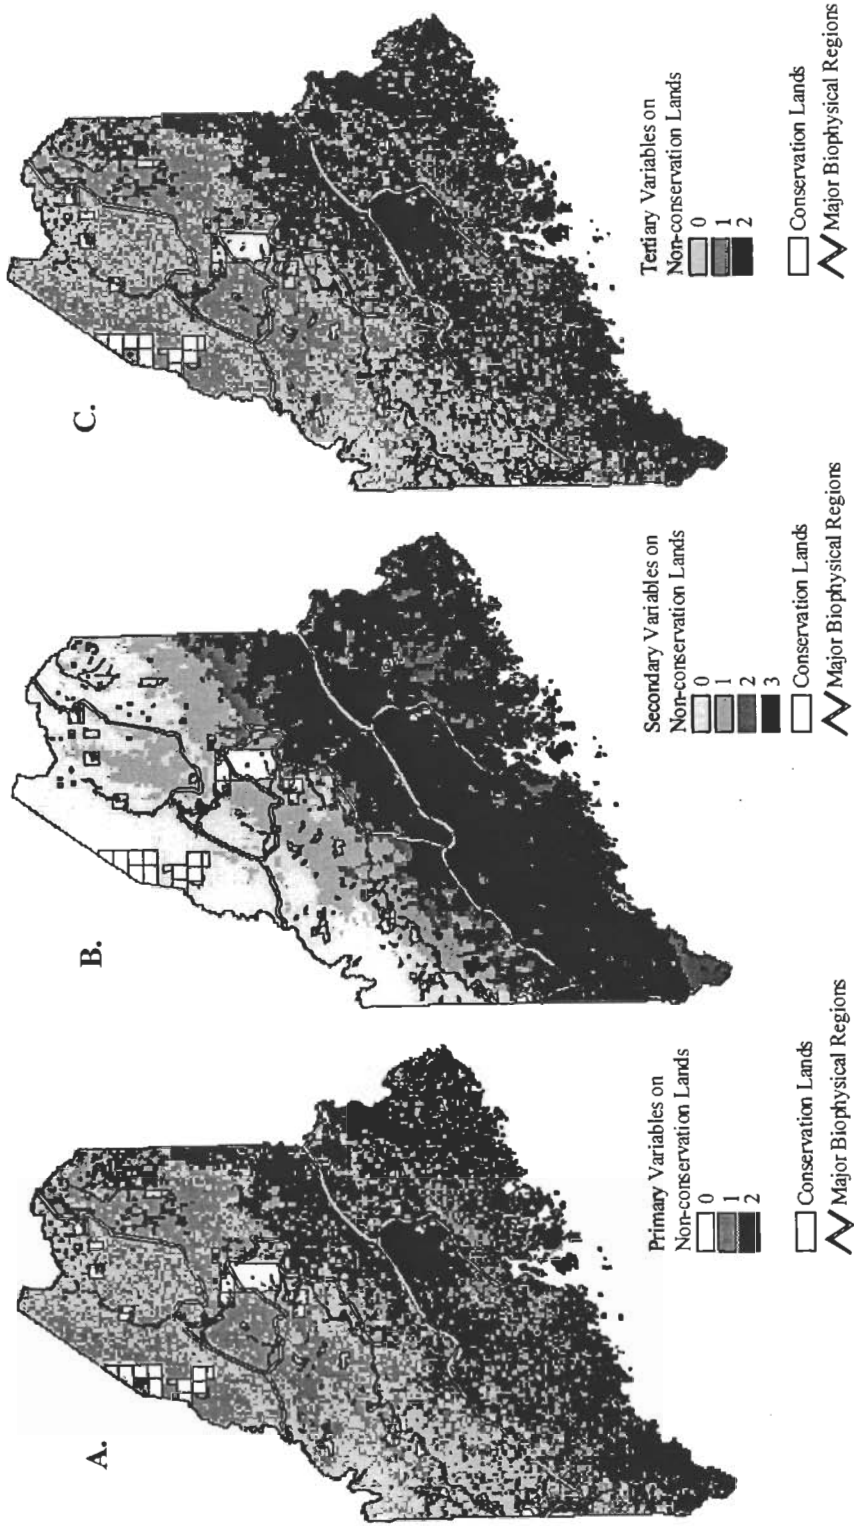 A.
Primary Variables on
Non-conservation Lands
0
1
2
Conservation Lands
Major Biophysical Regions
B.
Secondary Variables on
Non-conservation Lands
0
1
2
3
Conservation Lands
Major Biophysical Regions
C.
Tertiary Variables on
Non-conservation Lands
0
1
2
Conservation Lands
Major Biophysical Regions